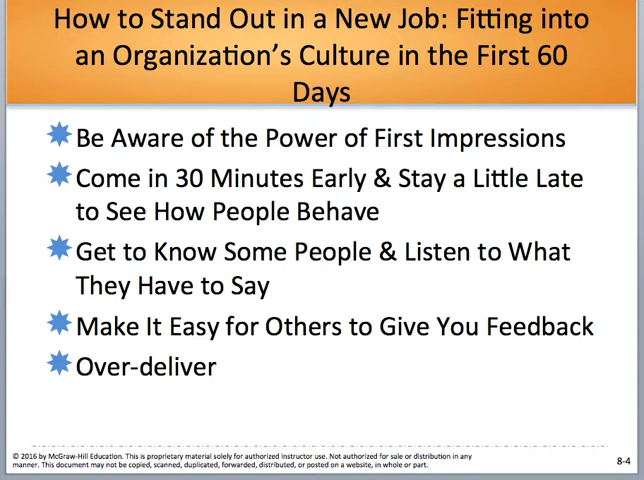 How to Stand Out in a New Job: Fitting into
an Organization's Culture in the First 60
Days
Be Aware of the Power of First Impressions
Come in 30 Minutes Early & Stay a Little Late
to See How People Behave
Get to Know Some People & Listen to What
They Have to Say
Make It Easy for Others to Give You Feedback
Over-deliver
© 2016 by McGraw-Hill Education. This is proprietary material solely for authorized instructor use. Not authorized for sale or distribution in any
manner. This document may not be copied, scanned, duplicated, forwarded, distributed, or posted on a website, in whole or part.
8-4